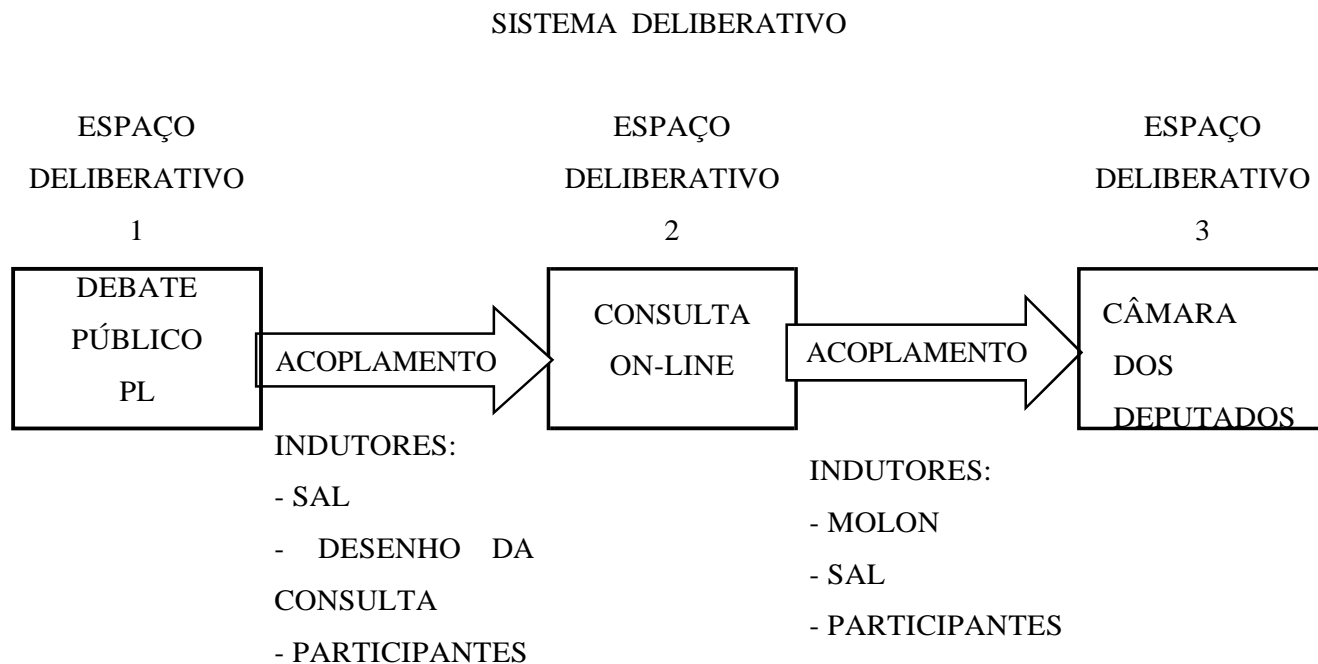 SISTEMA DELIBERATIVO
ESPAÇO
DELIBERATIVO
1
DEBATE
PÚBLICO
PL
ACOPLAMENTO
INDUTORES:
- SAL
- DESENHO DA
CONSULTA
- PARTICIPANTES
ESPAÇO
DELIBERATIVO
2
CONSULTA
ON-LINE
ACOPLAMENTO
INDUTORES:
- MOLON
- SAL
- PARTICIPANTES
ESPAÇO
DELIBERATIVO
3
CÂMARA
DOS
DEPUTADOS